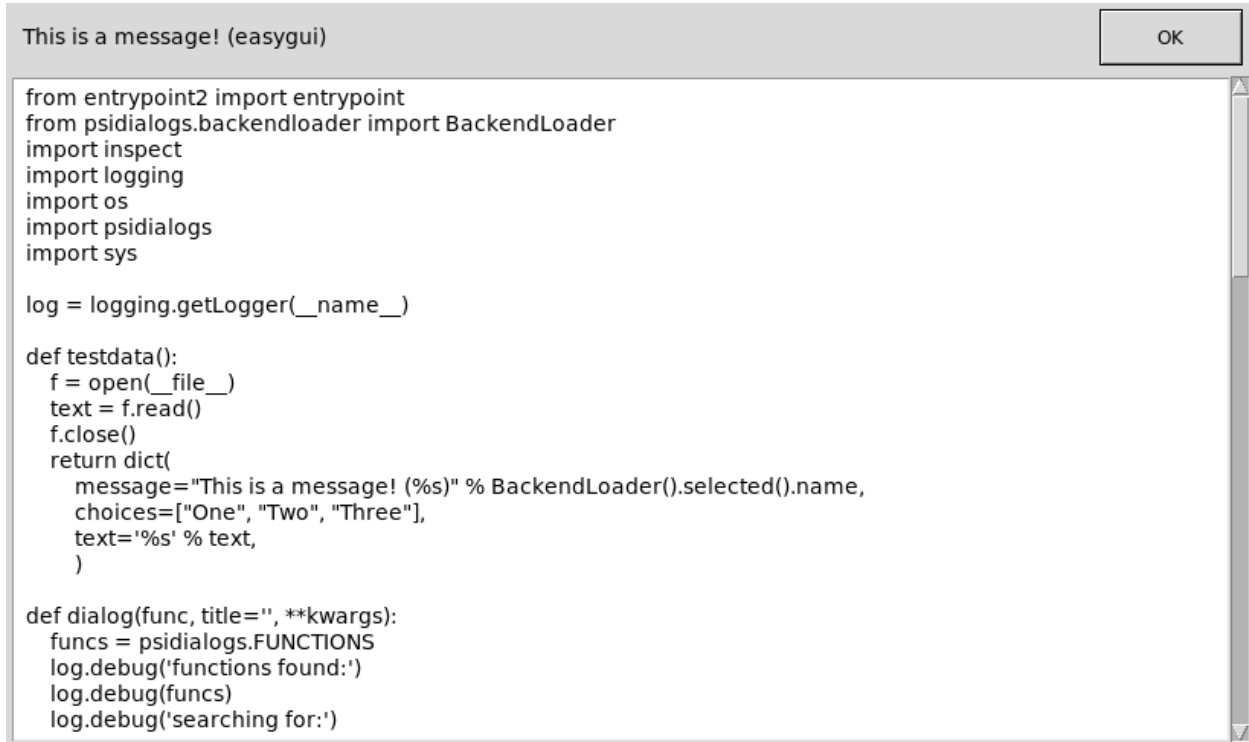 This is a message! (easygui)
OK
from entrypoint2 import entrypoint
from psidialogs.backendloader import BackendLoader
import inspect
import logging
import os
import psidialogs
import sys

log = logging.getLogger(__name__)

def testdata():
    f = open(__file__)
    text = f.read()
    f.close()
    return dict(
        message="This is a message! (%s)" % BackendLoader().selected().name,
        choices=["One", "Two", "Three"],
        text='%s' % text,
        )

def dialog(func, title='', **kwargs):
    funcs = psidialogs.FUNCTIONS
    log.debug('functions found:')
    log.debug(funcs)
    log.debug('searching for:')